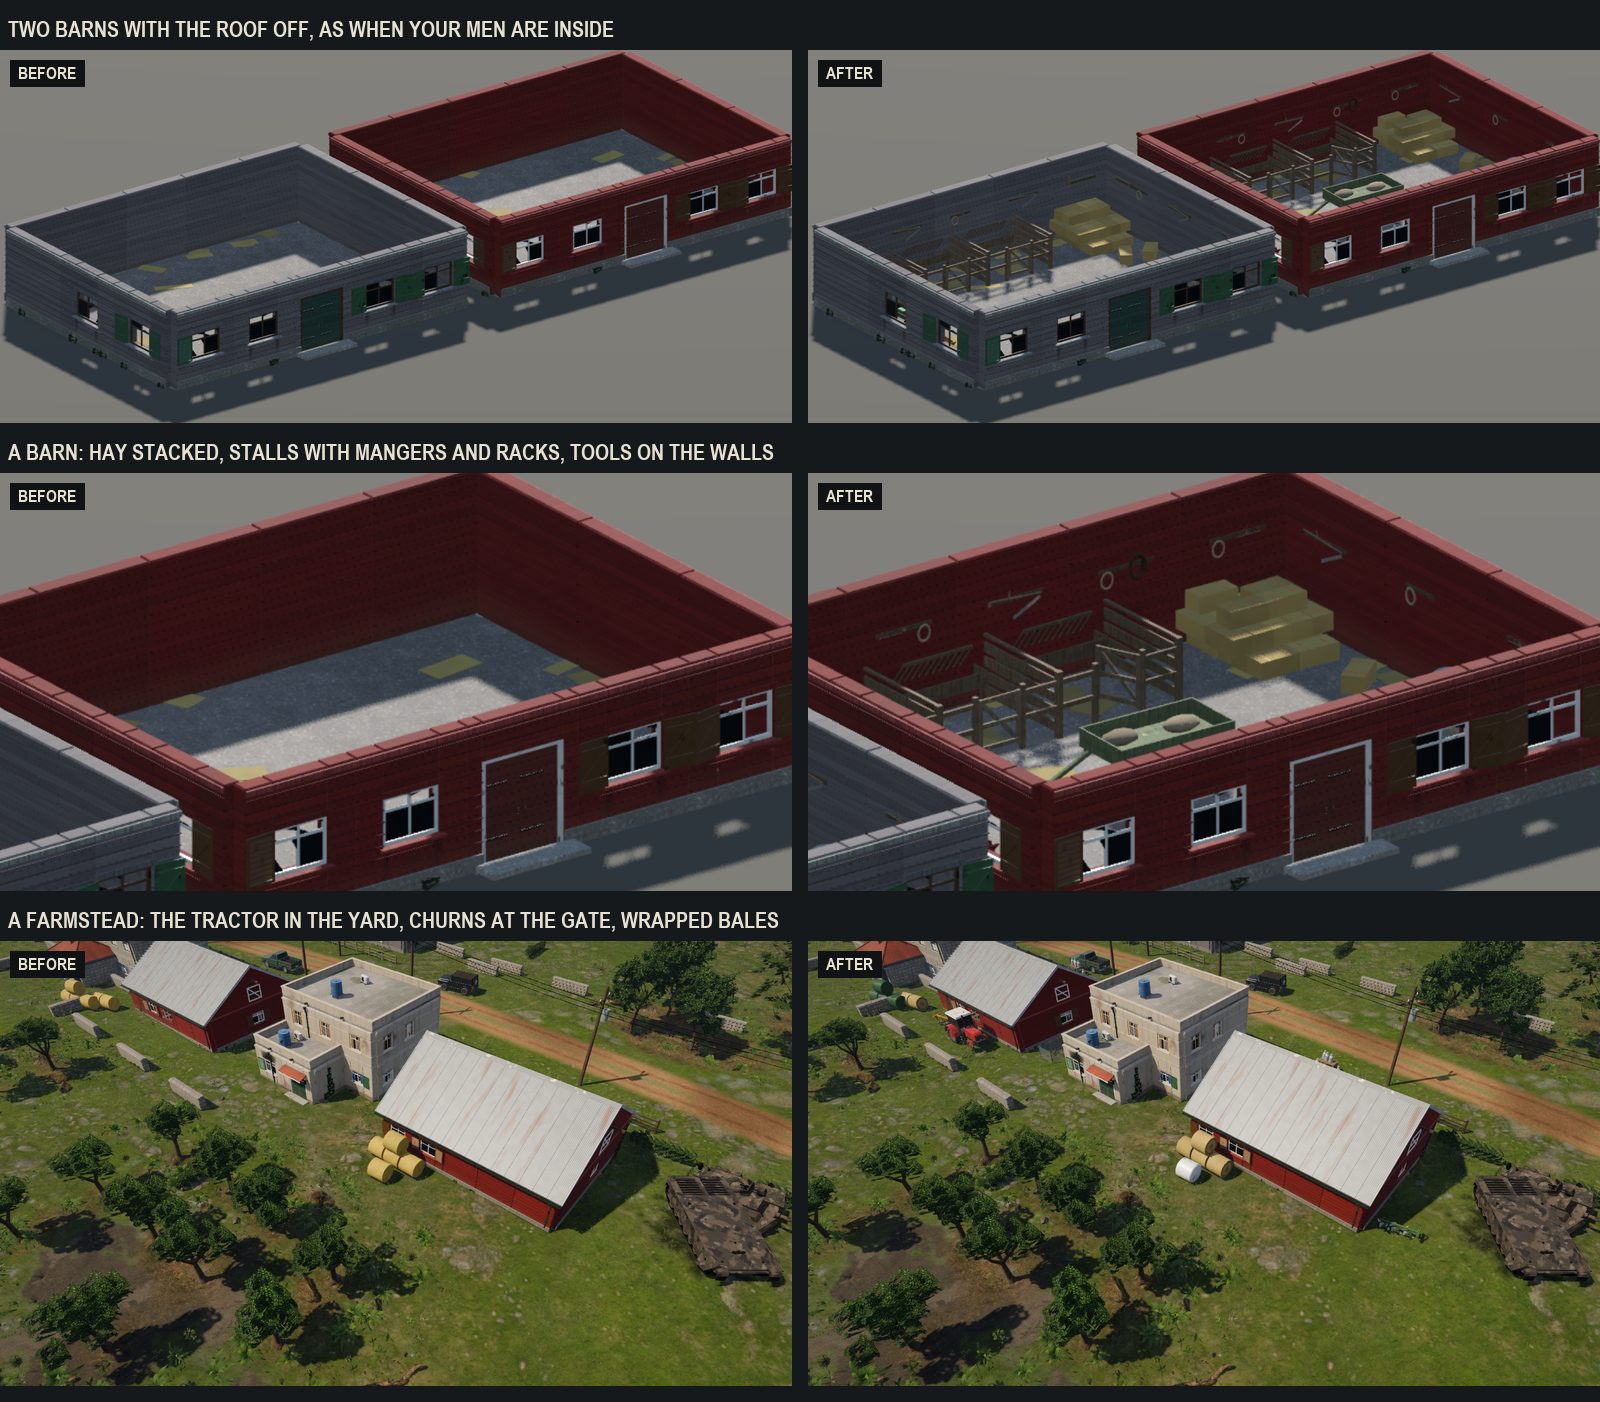 TWO BARNS WITH THE ROOF OFF, AS WHEN YOUR MEN ARE INSIDE
BEFORE
AFTER
A BARN: HAY STACKED, STALLS WITH MANGERS AND RACKS, TOOLS ON THE WALLS
BEFORE
AFTER
A FARMSTEAD: THE TRACTOR IN THE YARD, CHURNS AT THE GATE, WRAPPED BALES
BEFORE
AFTER